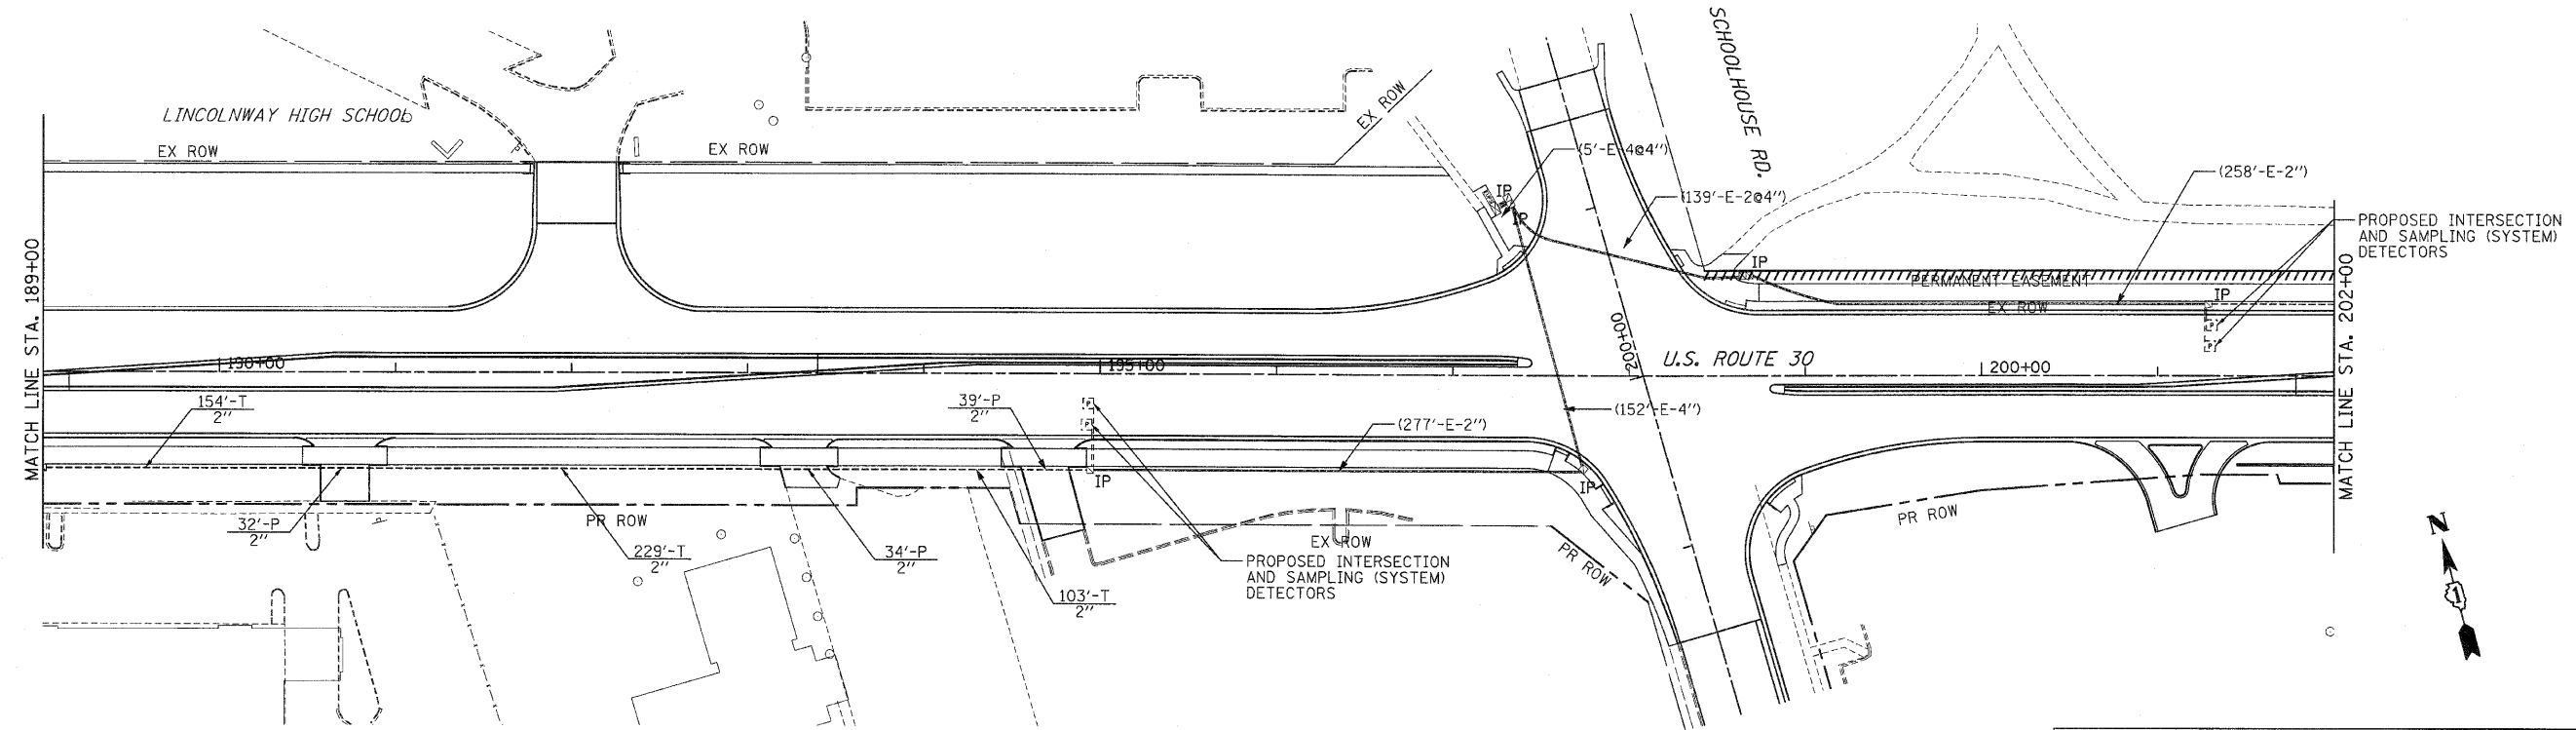 SCHOOLHOUSE RD.
LINCOLNWAY HIGH SCHOOL
EX ROW
EX ROW
EX ROW
(5'-E-4@4")
IP
IP
(139'-E-2@4")
(258'-E-2")
PROPOSED INTERSECTION
AND SAMPLING (SYSTEM)
DETECTORS
IP
PERMANENT EASEMENT
IP
EX ROW
MATCH LINE STA. 189+00
MATCH LINE STA. 202+00
190+00
195+00
200+00
U.S. ROUTE 30
200+00
154'-T
2"
39'-P
2"
(152'-E-4")
(277'-E-2")
IP
IP
32'-P
2"
PR ROW
229'-T
2"
34'-P
2"
103'-T
2"
EX ROW
PROPOSED INTERSECTION
AND SAMPLING (SYSTEM)
DETECTORS
PR ROW
PR ROW
N
1